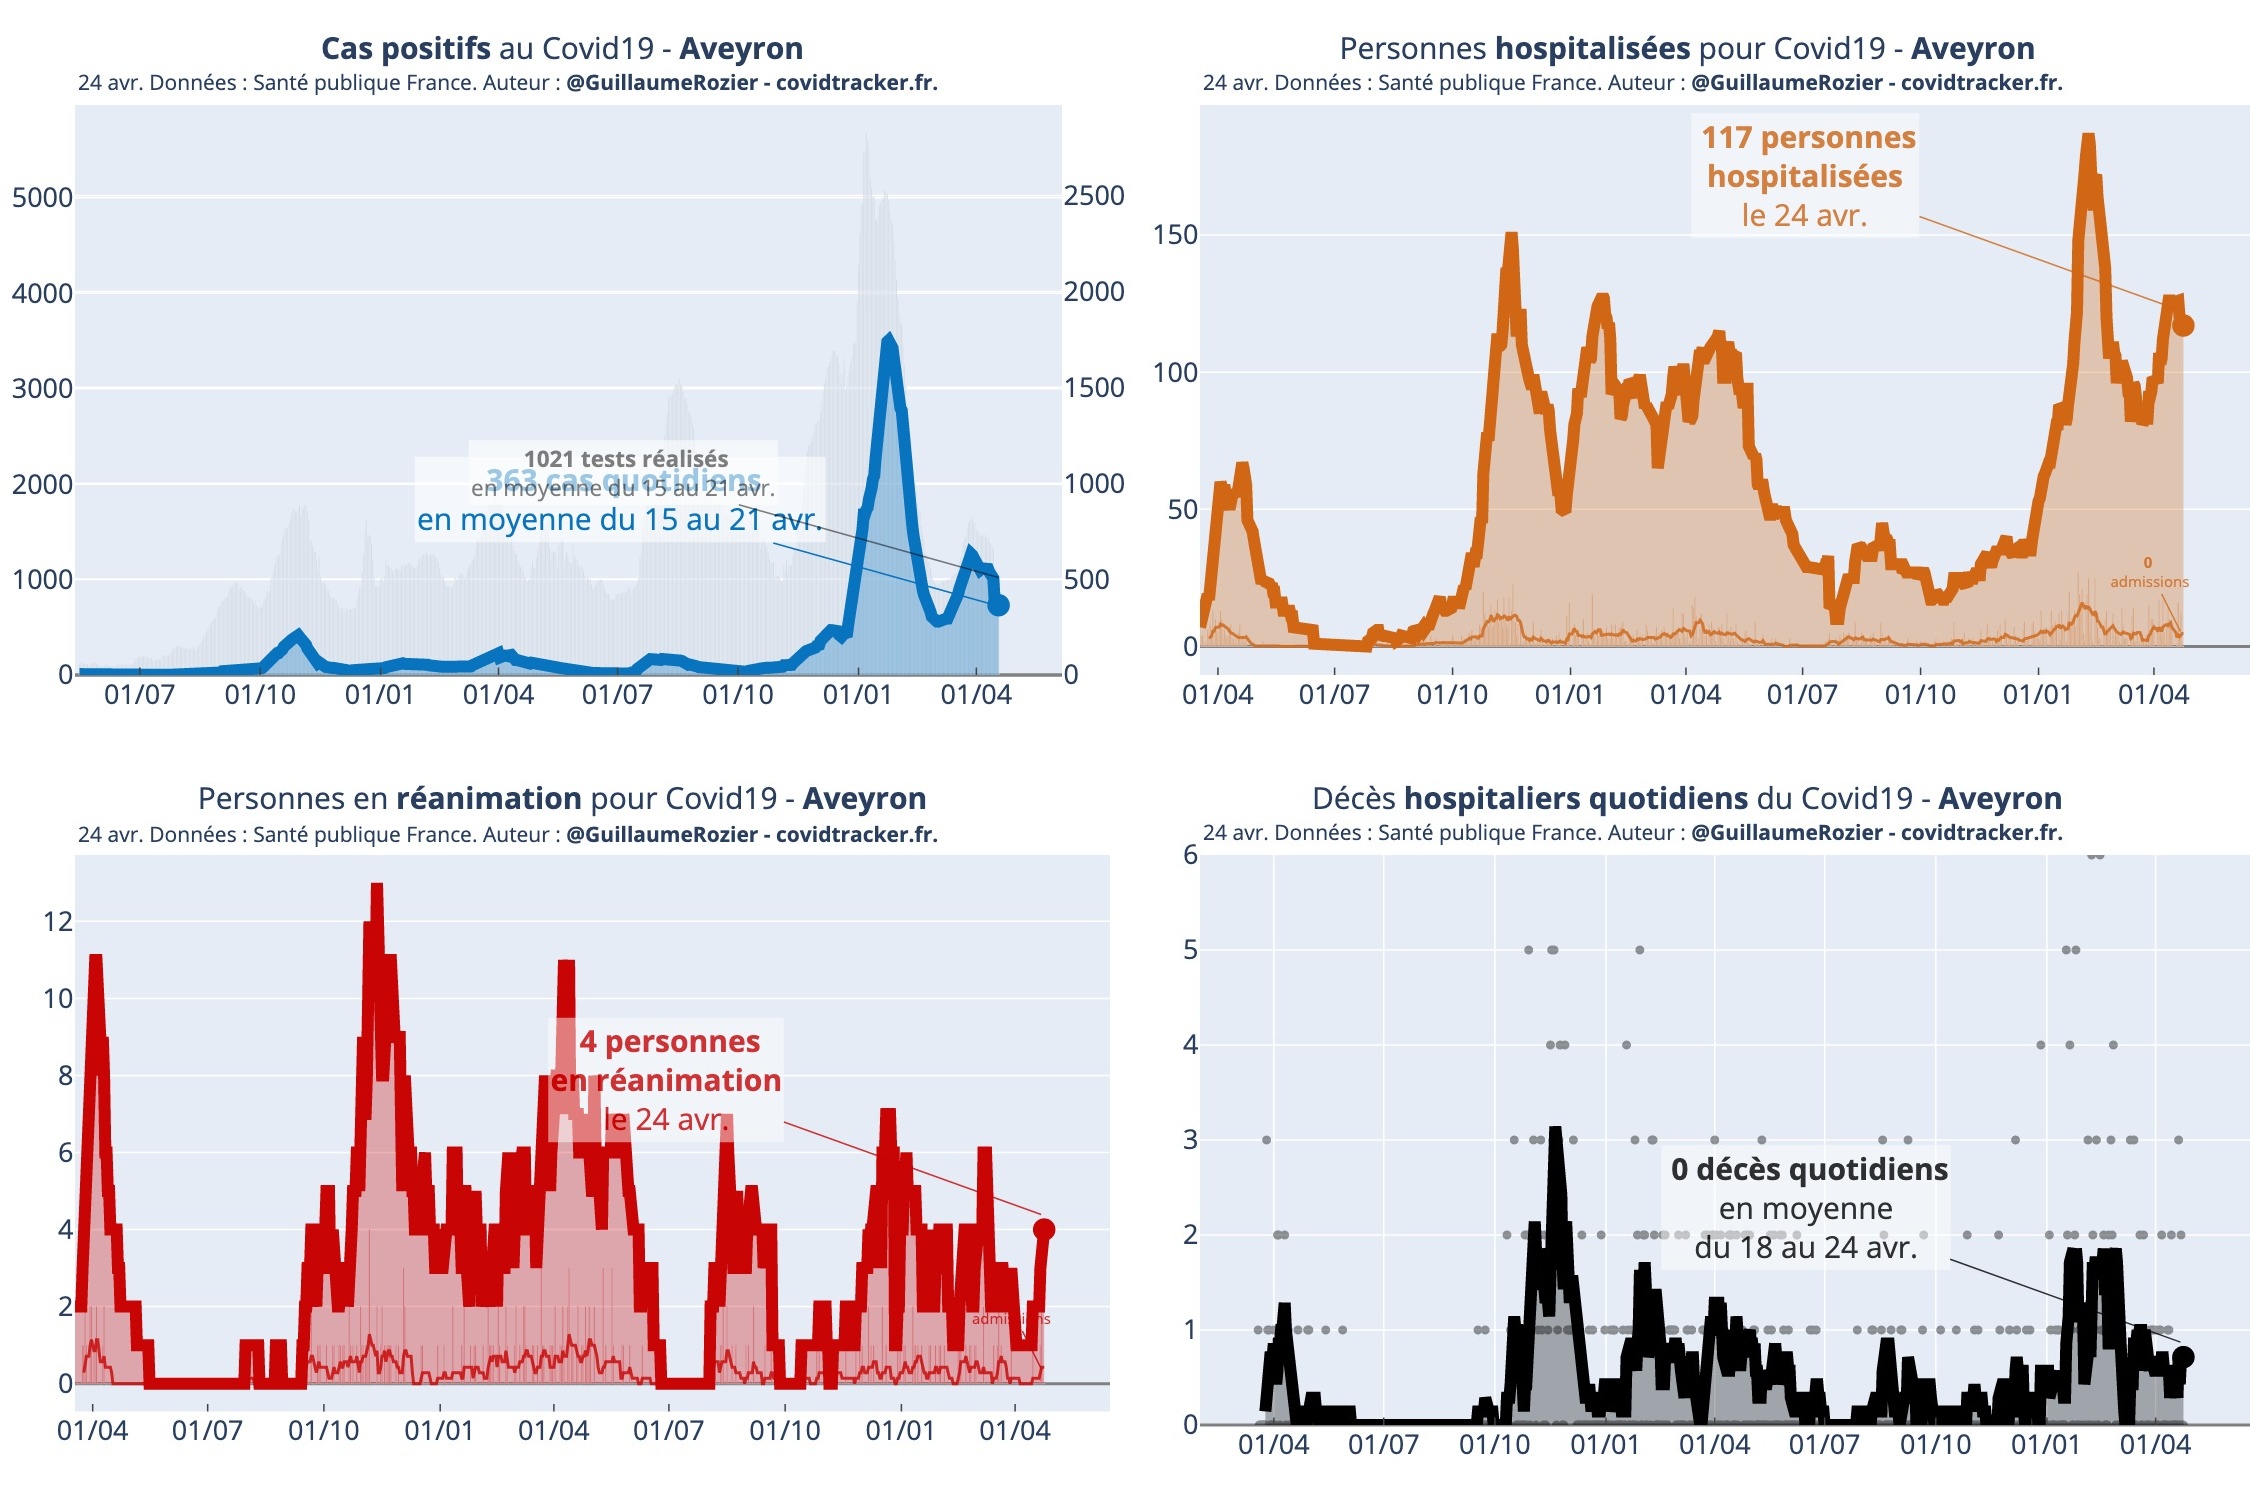 Cas positifs au Covid19 - Aveyron
24 avr. Données : Santé publique France. Auteur : @GuillaumeRozier - covidtracker.fr.
5000
4000
3000
2000
1000
0
2500
2000
1500
1000
500
0
1021 tests réalisés
en moyenne du 15 au 21 avr.
363 cas quotidiens
en moyenne du 15 au 21 avr.
01/07 01/10 01/01 01/04 01/07 01/10 01/01 01/04
Personnes hospitalisées pour Covid19 - Aveyron
24 avr. Données : Santé publique France. Auteur : @GuillaumeRozier - covidtracker.fr.
117 personnes
hospitalisées
le 24 avr.
150
100
50
0
0
admissions
01/04 01/07 01/10 01/01 01/04 01/07 01/10 01/01 01/04
Personnes en réanimation pour Covid19 - Aveyron
24 avr. Données : Santé publique France. Auteur : @GuillaumeRozier - covidtracker.fr.
12
10
8
6
4
2
0
4 personnes
en réanimation
le 24 avr.
admissions
01/04 01/07 01/10 01/01 01/04 01/07 01/10 01/01 01/04
Décès hospitaliers quotidiens du Covid19 - Aveyron
24 avr. Données : Santé publique France. Auteur : @GuillaumeRozier - covidtracker.fr.
6
5
4
3
2
1
0
0 décès quotidiens
en moyenne
du 18 au 24 avr.
01/04 01/07 01/10 01/01 01/04 01/07 01/10 01/01 01/04